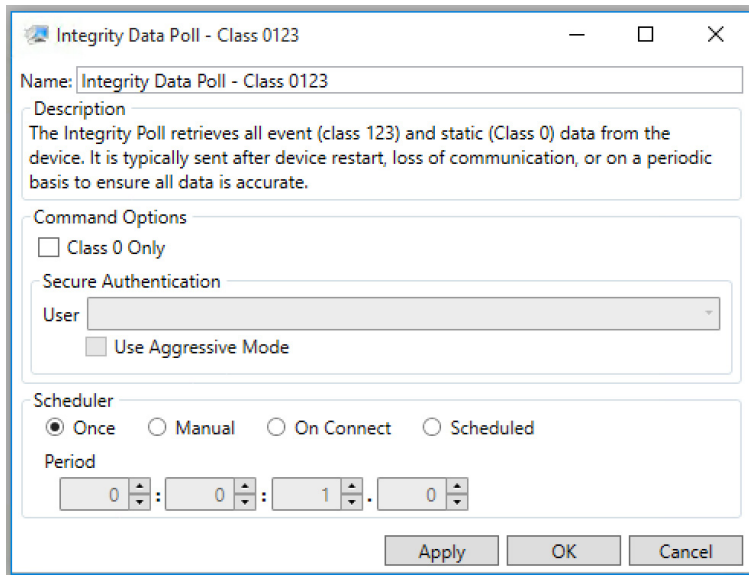 Integrity Data Poll - Class 0123
Name: Integrity Data Poll - Class 0123
Description
The Integrity Poll retrieves all event (class 123) and static (Class 0) data from the
device. It is typically sent after device restart, loss of communication, or on a periodic
basis to ensure all data is accurate.
Command Options
Class 0 Only
Secure Authentication
User
Use Aggressive Mode
Scheduler
Once Manual On Connect Scheduled
Period
0 : 0 : 1 . 0
Apply OK Cancel